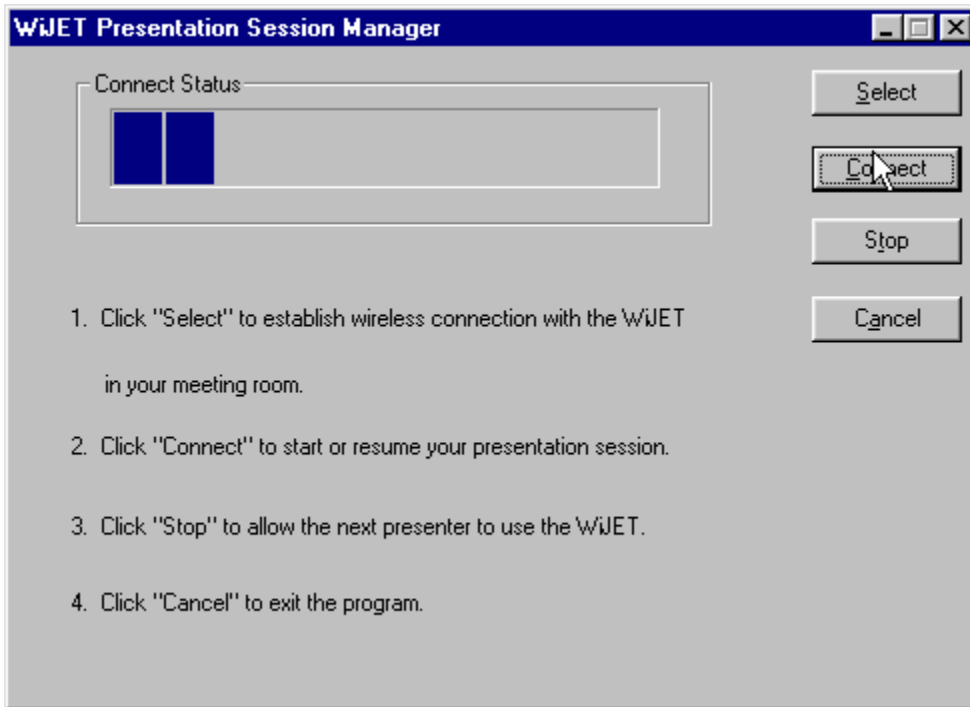 WiJET Presentation Session Manager
Connect Status
Select
Connect
Stop
Cancel
1. Click "Select" to establish wireless connection with the WiJET
in your meeting room.
2. Click "Connect" to start or resume your presentation session.
3. Click "Stop" to allow the next presenter to use the WiJET.
4. Click "Cancel" to exit the program.